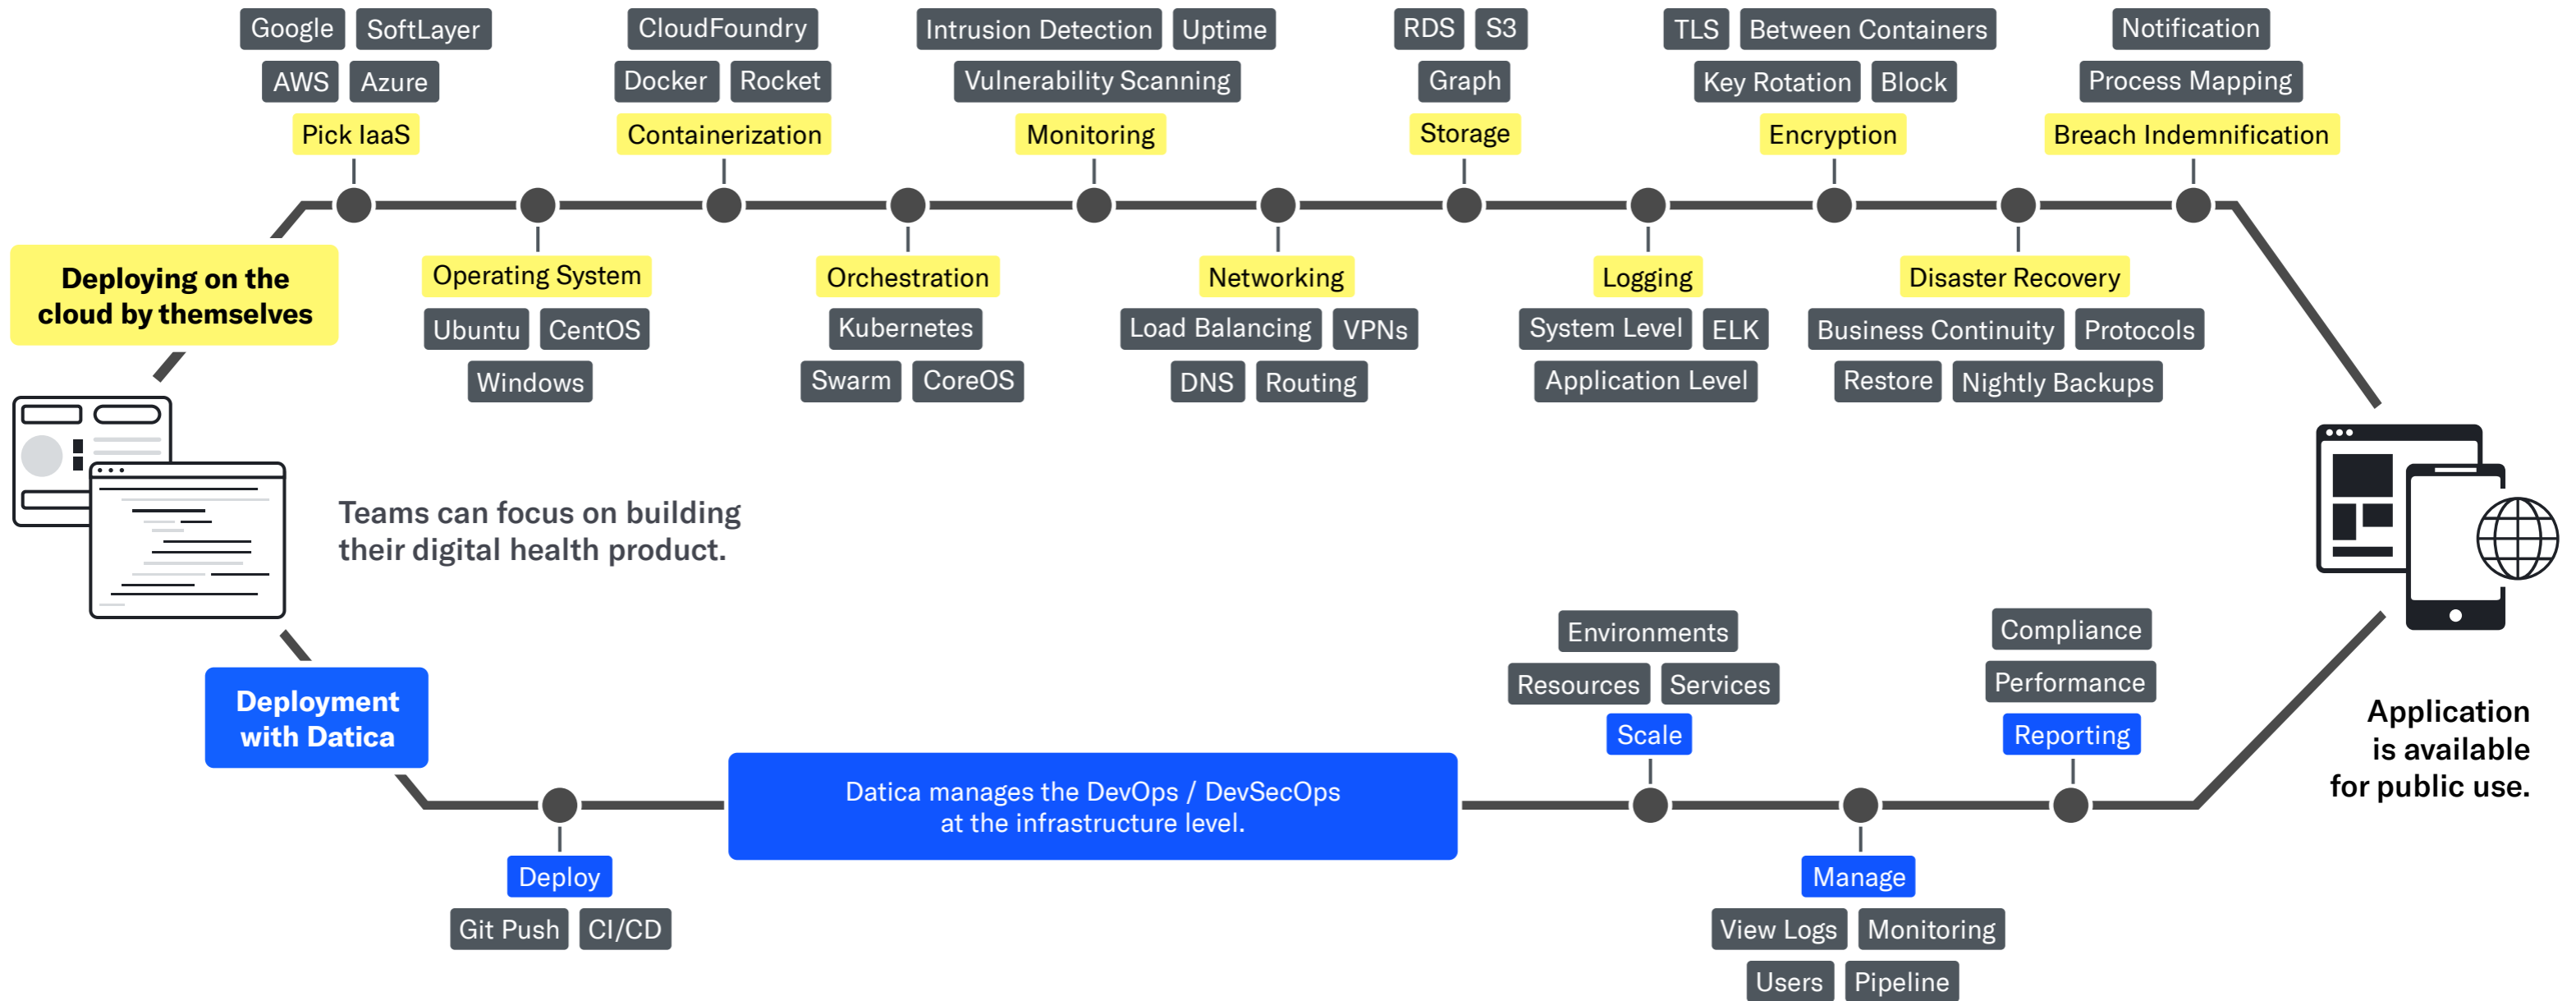 Google SoftLayer
AWS Azure
Pick IaaS
CloudFoundry
Docker Rocket
Containerization
Intrusion Detection Uptime
Vulnerability Scanning
Monitoring
RDS S3
Graph
Storage
TLS Between Containers
Key Rotation Block
Encryption
Notification
Process Mapping
Breach Indemnification
Deploying on the
cloud by themselves
Operating System
Ubuntu CentOS
Windows
Orchestration
Kubernetes
Swarm CoreOS
Networking
Load Balancing VPNs
DNS Routing
Logging
System Level ELK
Application Level
Disaster Recovery
Business Continuity Protocols
Restore Nightly Backups
Teams can focus on building
their digital health product.
Deployment
with Datica
Deploy
Git Push CI/CD
Datica manages the DevOps / DevSecOps
at the infrastructure level.
Environments
Resources Services
Scale
Manage
View Logs Monitoring
Users Pipeline
Compliance
Performance
Reporting
Application
is available
for public use.